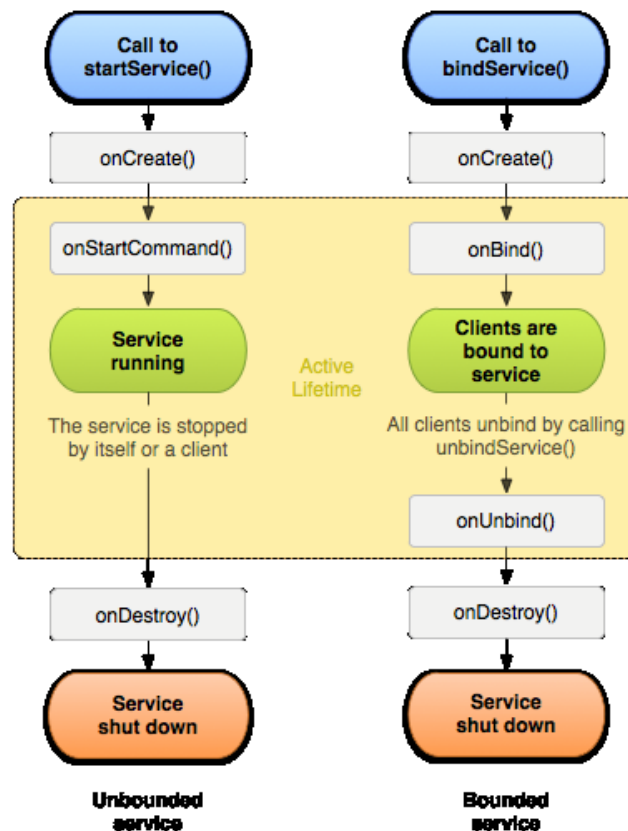 Call to
startService()
onCreate()
onStartCommand()
Service
running
The service is stopped
by itself or a client
onDestroy()
Service
shut down
Unbounded
service
Active
Lifetime
Call to
bindService()
onCreate()
onBind()
Clients are
bound to
service
All clients unbind by calling
unbindService()
onUnbind()
onDestroy()
Service
shut down
Bounded
service